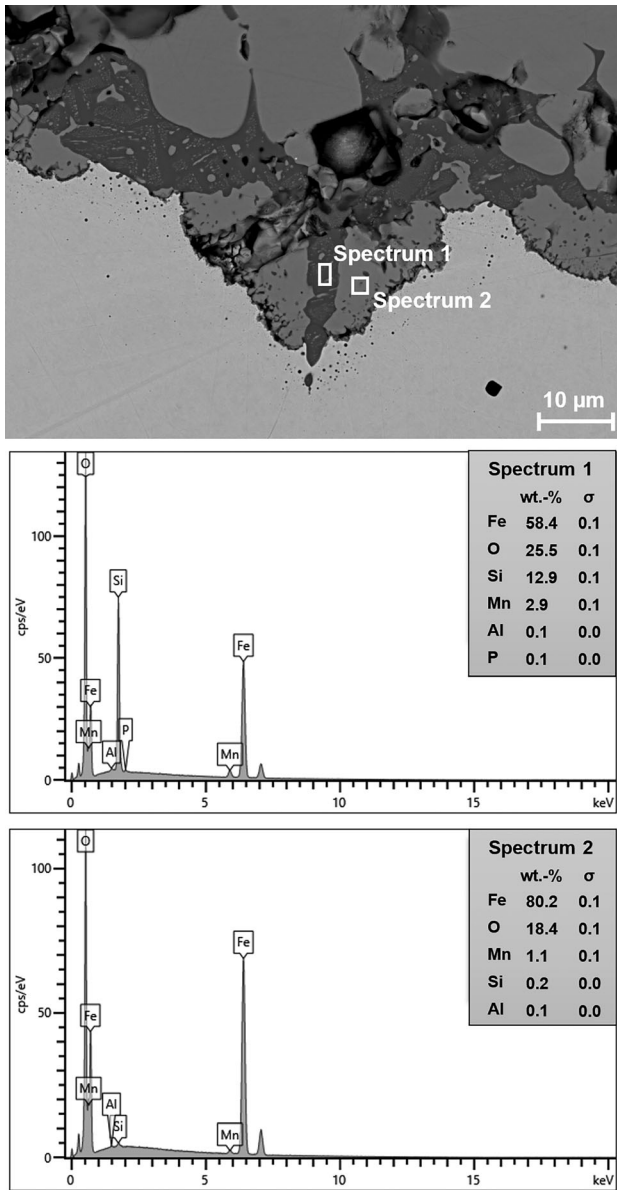 Spectrum 1
Spectrum 2
10 µm
Spectrum 1
wt.-% σ
Fe 58.4 0.1
O 25.5 0.1
Si 12.9 0.1
Mn 2.9 0.1
Al 0.1 0.0
P 0.1 0.0
O
Si
Fe
Fe
Mn
Al
P
Mn
cps/eV
100
50
0
0 5 10 15 keV
Spectrum 2
wt.-% σ
Fe 80.2 0.1
O 18.4 0.1
Mn 1.1 0.1
Si 0.2 0.0
Al 0.1 0.0
O
Fe
Fe
Mn
Al
Si
Mn
cps/eV
100
50
0
0 5 10 15 keV